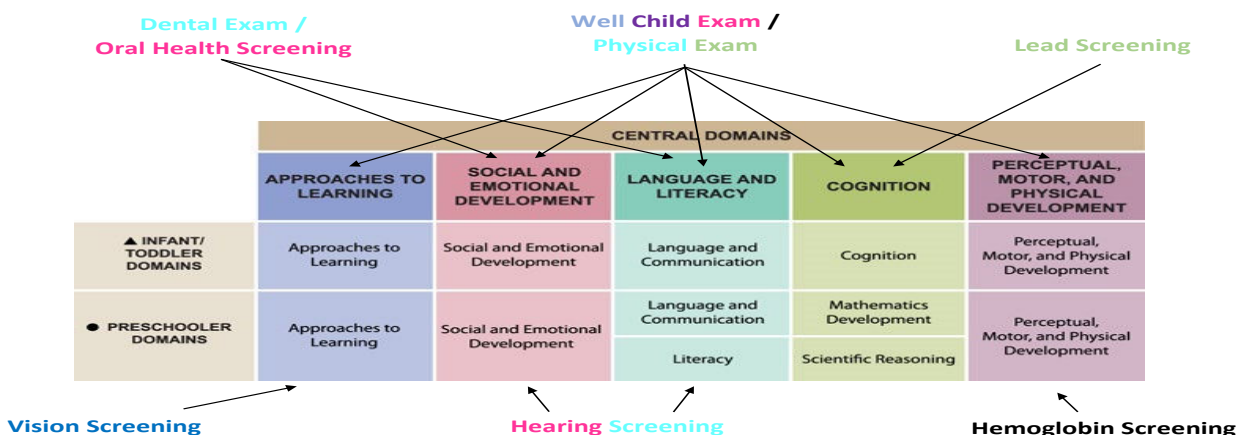 Dental Exam /
Oral Health Screening
Well Child Exam /
Physical Exam
Lead Screening
CENTRAL DOMAINS
APPROACHES TO
LEARNING
SOCIAL AND
EMOTIONAL
DEVELOPMENT
LANGUAGE AND
LITERACY
COGNITION
PERCEPTUAL,
MOTOR, AND
PHYSICAL
DEVELOPMENT
▲ INFANT/
TODDLER
DOMAINS
Approaches to
Learning
Social and Emotional
Development
Language and
Communication
Cognition
Perceptual,
Motor, and Physical
Development
● PRESCHOOLER
DOMAINS
Approaches to
Learning
Social and Emotional
Development
Language and
Communication
Literacy
Mathematics
Development
Scientific Reasoning
Perceptual,
Motor, and Physical
Development
Vision Screening
Hearing Screening
Hemoglobin Screening